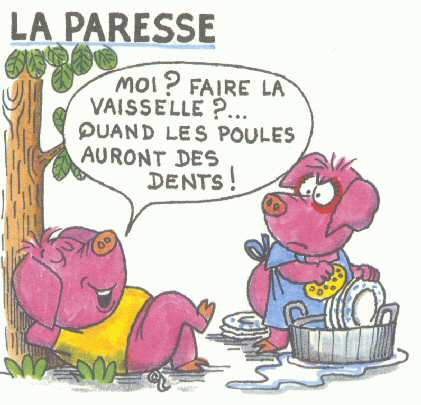 LA PARESSE
MOI? FAIRE LA
VAISSELLE?...
QUAND LES POULES
AURONT DES
DENTS!